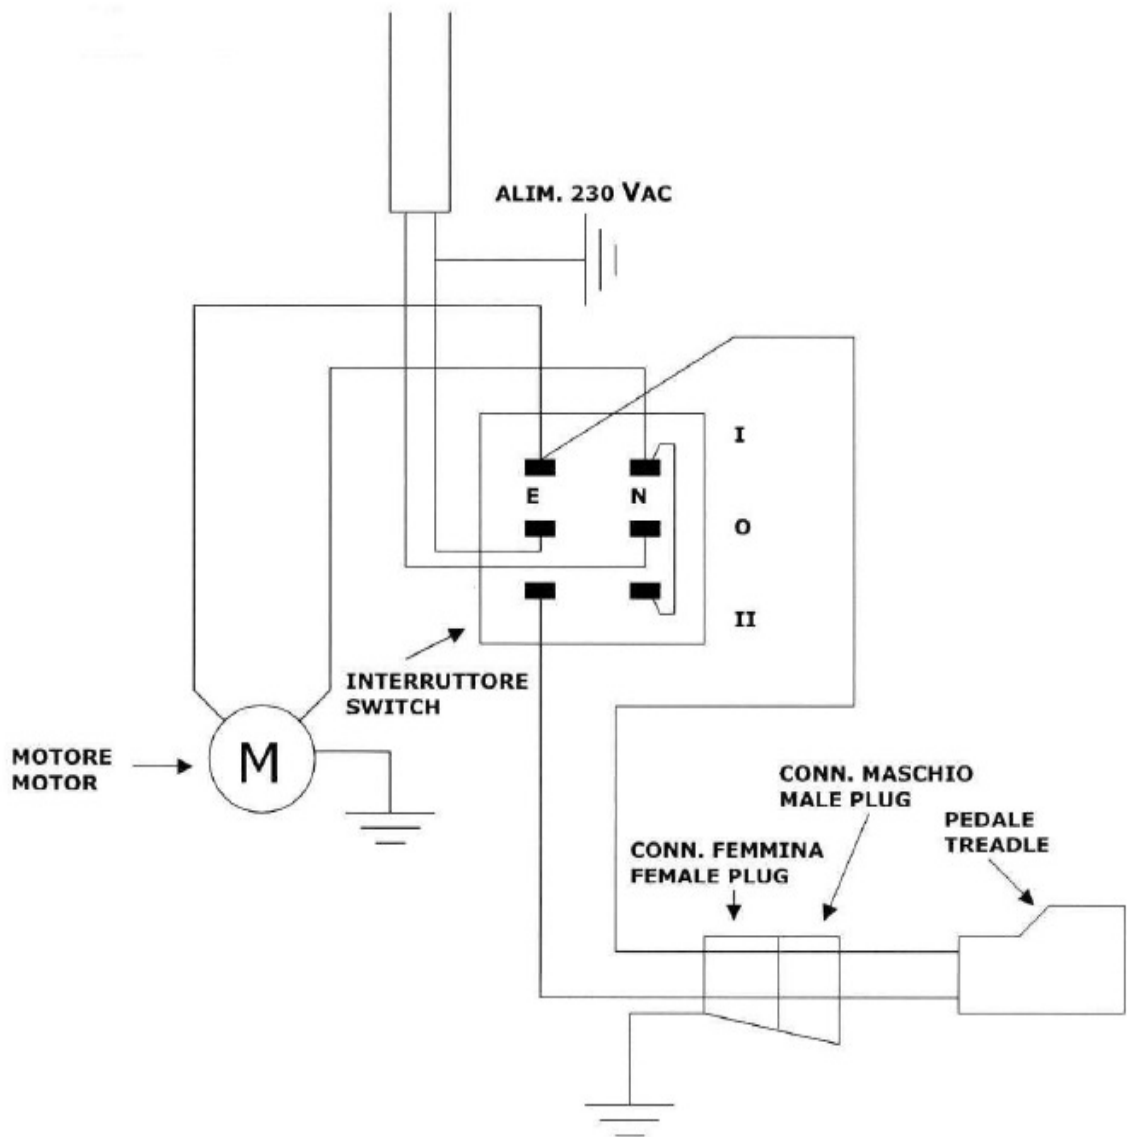 ALIM. 230 VAC
I
E
N
O
II
INTERRUTTORE
SWITCH
MOTORE
MOTOR
M
CONN. MASCHIO
MALE PLUG
PEDALE
TREADLE
CONN. FEMMINA
FEMALE PLUG